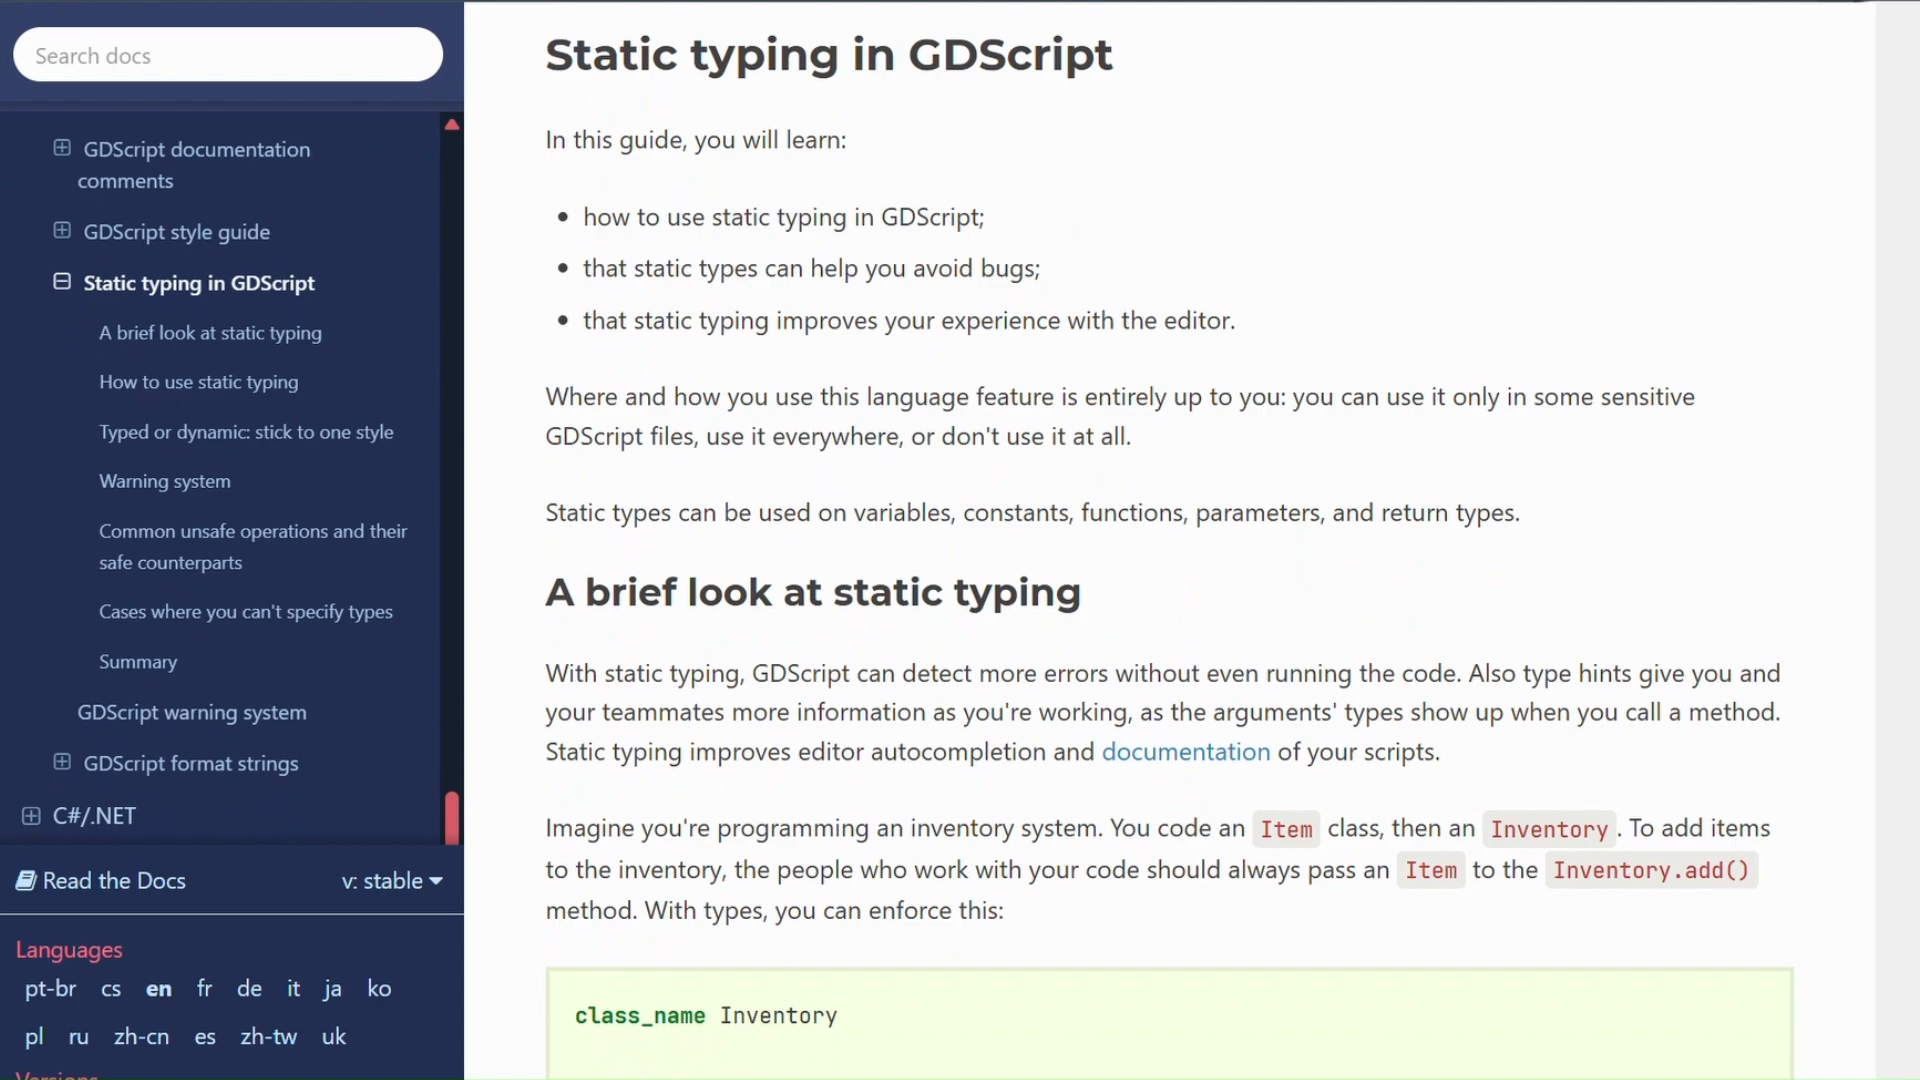 Search docs
GDScript documentation
comments
GDScript style guide
Static typing in GDScript
A brief look at static typing
How to use static typing
Typed or dynamic: stick to one style
Warning system
Common unsafe operations and their
safe counterparts
Cases where you can't specify types
Summary
GDScript warning system
GDScript format strings
C#/.NET
Read the Docs
v: stable
Languages
pt-br cs en fr de it ja ko
pl ru zh-cn es zh-tw uk
Versions
Static typing in GDScript
In this guide, you will learn:
• how to use static typing in GDScript;
• that static types can help you avoid bugs;
• that static typing improves your experience with the editor.
Where and how you use this language feature is entirely up to you: you can use it only in some sensitive
GDScript files, use it everywhere, or don't use it at all.
Static types can be used on variables, constants, functions, parameters, and return types.
A brief look at static typing
With static typing, GDScript can detect more errors without even running the code. Also type hints give you and
your teammates more information as you're working, as the arguments' types show up when you call a method.
Static typing improves editor autocompletion and documentation of your scripts.
Imagine you're programming an inventory system. You code an Item class, then an Inventory. To add items
to the inventory, the people who work with your code should always pass an Item to the Inventory.add()
method. With types, you can enforce this:
class_name Inventory